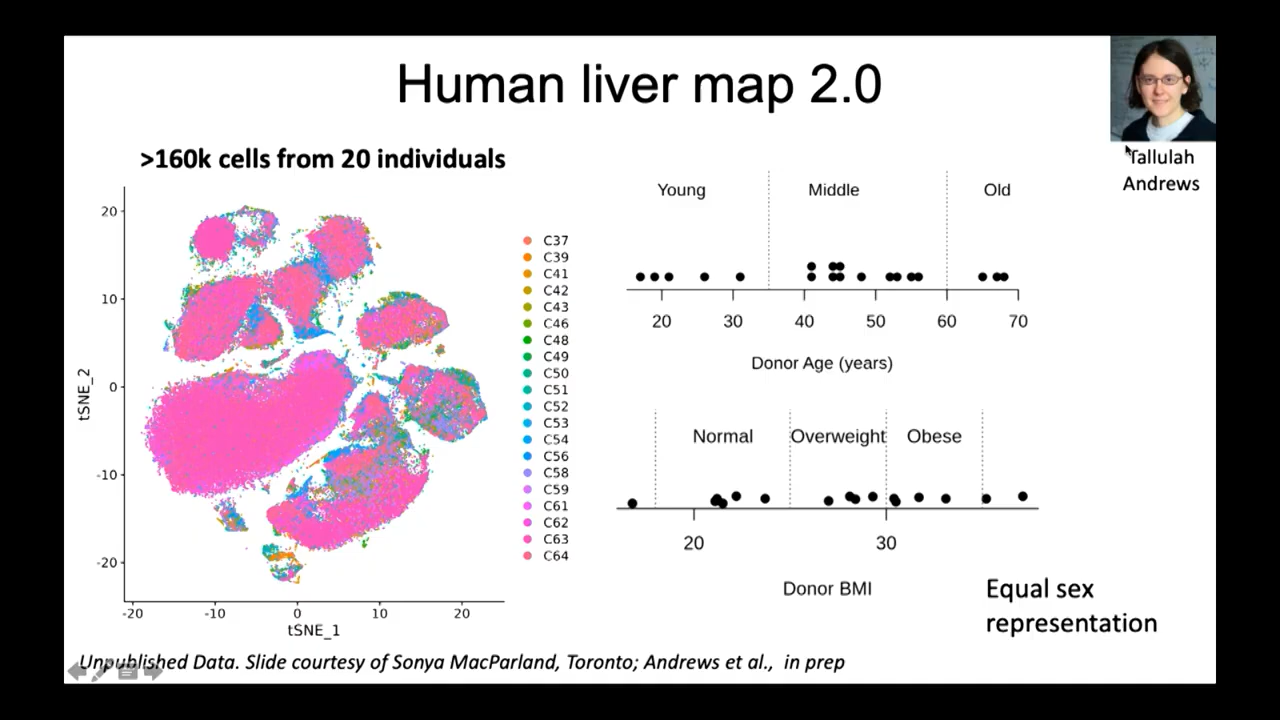 Human liver map 2.0
Tallulah
Andrews
>160k cells from 20 individuals
20
10
0
-10
-20
tSNE_2
-20
-10
0
10
20
tSNE_1
C37
C39
C41
C42
C43
C46
C48
C49
C50
C51
C52
C53
C54
C56
C58
C59
C61
C62
C63
C64
Young
Middle
Old
20
30
40
50
60
70
Donor Age (years)
Normal
Overweight
Obese
20
30
Donor BMI
Equal sex
representation
Unpublished Data. Slide courtesy of Sonya MacParland, Toronto; Andrews et al., in prep